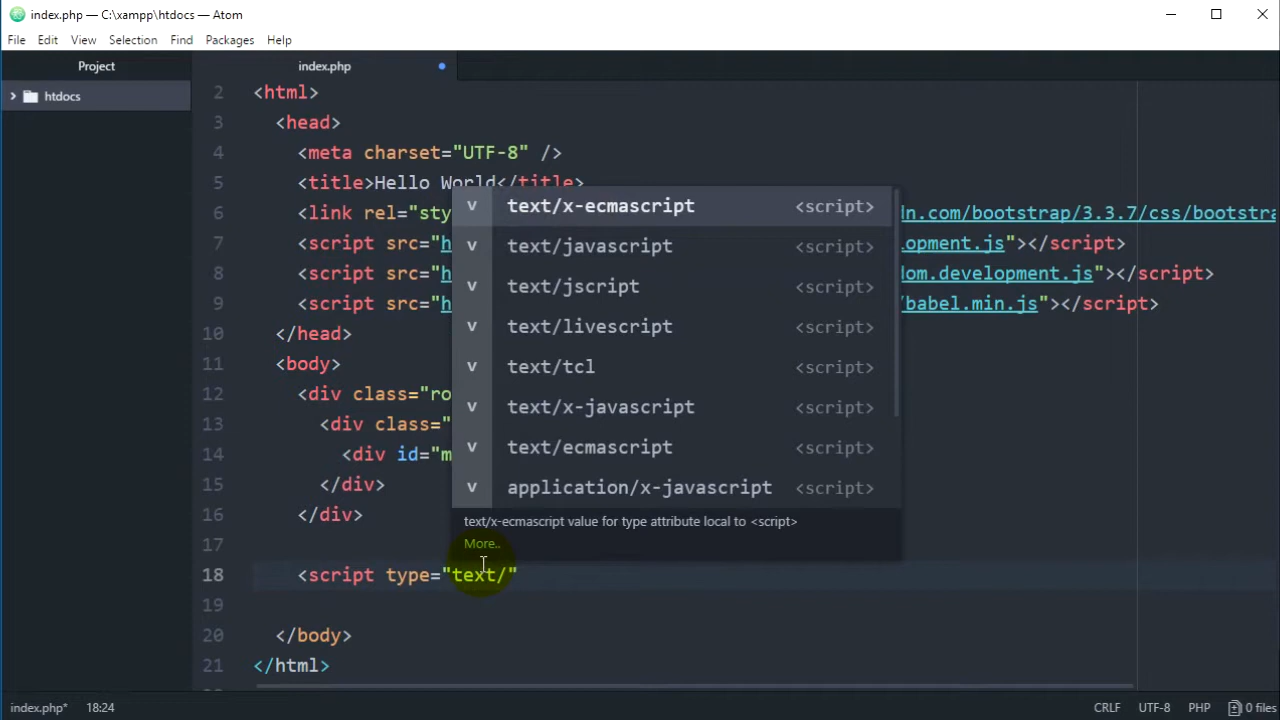 index.php — C:\xampp\htdocs — Atom
File Edit View Selection Find Packages Help
Project
index.php
htdocs
2 <html>
3 <head>
4 <meta charset="UTF-8" />
5 <title>Hello World</title>
6 <link rel="sty dn.com/bootstrap/3.3.7/css/bootstra
7 <script src="h lopment.js"></script>
8 <script src="h dom.development.js"></script>
9 <script src="h /babel.min.js"></script>
10 </head>
11 <body>
12 <div class="ro
13 <div class="
14 <div id="m
15 </div>
16 </div>
17
18 <script type="text/"
19
20 </body>
21 </html>
v text/x-ecmascript <script>
v text/javascript <script>
v text/jscript <script>
v text/livescript <script>
v text/tcl <script>
v text/x-javascript <script>
v text/ecmascript <script>
v application/x-javascript <script>
text/x-ecmascript value for type attribute local to <script>
More..
index.php* 18:24 CRLF UTF-8 PHP 0 files